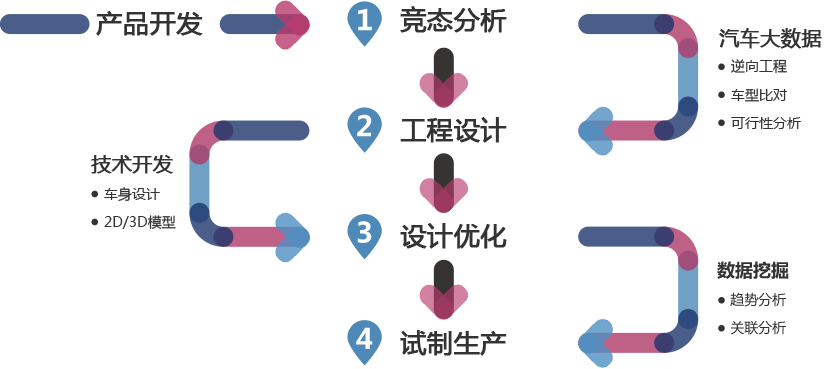 产品开发
1 竞态分析
汽车大数据
• 逆向工程
• 车型比对
• 可行性分析
2 工程设计
技术开发
• 车身设计
• 2D/3D模型
3 设计优化
数据挖掘
• 趋势分析
• 关联分析
4 试制生产